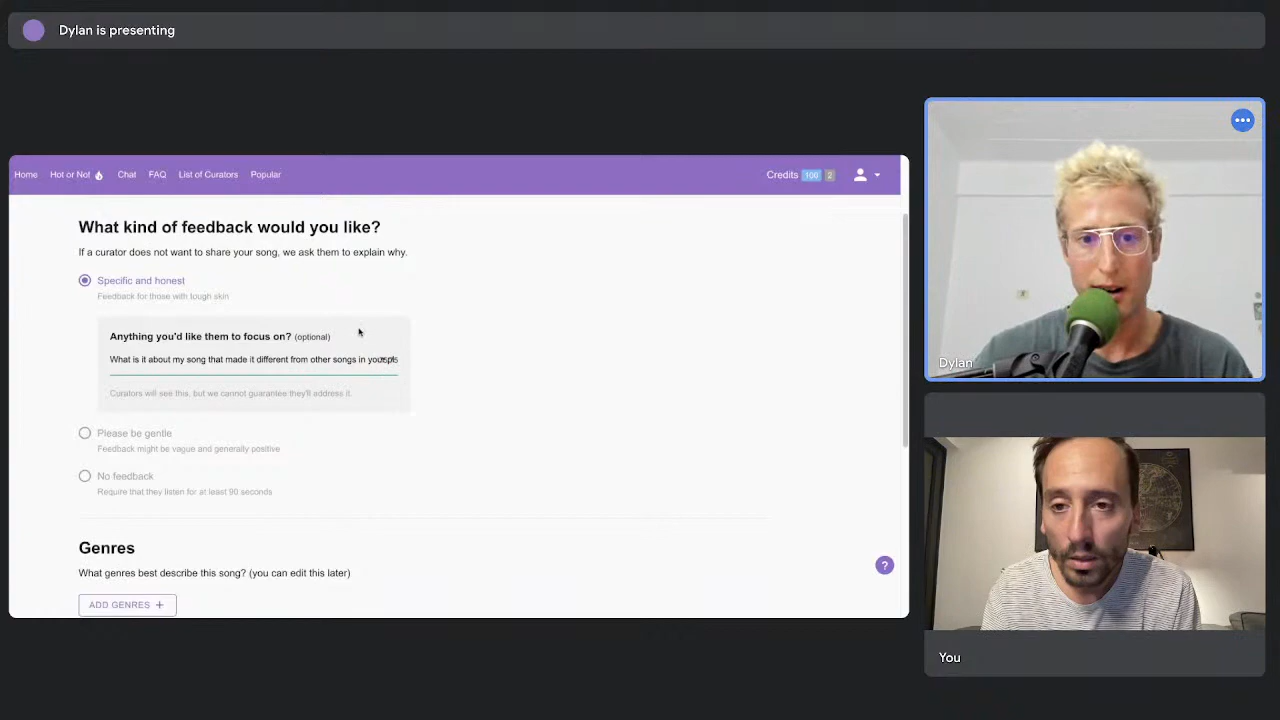 Dylan is presenting
Home Hot or Not Chat FAQ List of Curators Popular Credits 100 2
What kind of feedback would you like?
If a curator does not want to share your song, we ask them to explain why.
Specific and honest
Feedback for those with tough skin
Anything you'd like them to focus on? (optional)
What is it about my song that made it different from other songs in your
Curators will see this, but we cannot guarantee they'll address it.
Please be gentle
Feedback might be vague and generally positive
No feedback
Require that they listen for at least 90 seconds
Genres
What genres best describe this song? (you can edit this later)
ADD GENRES +
?
Dylan
You